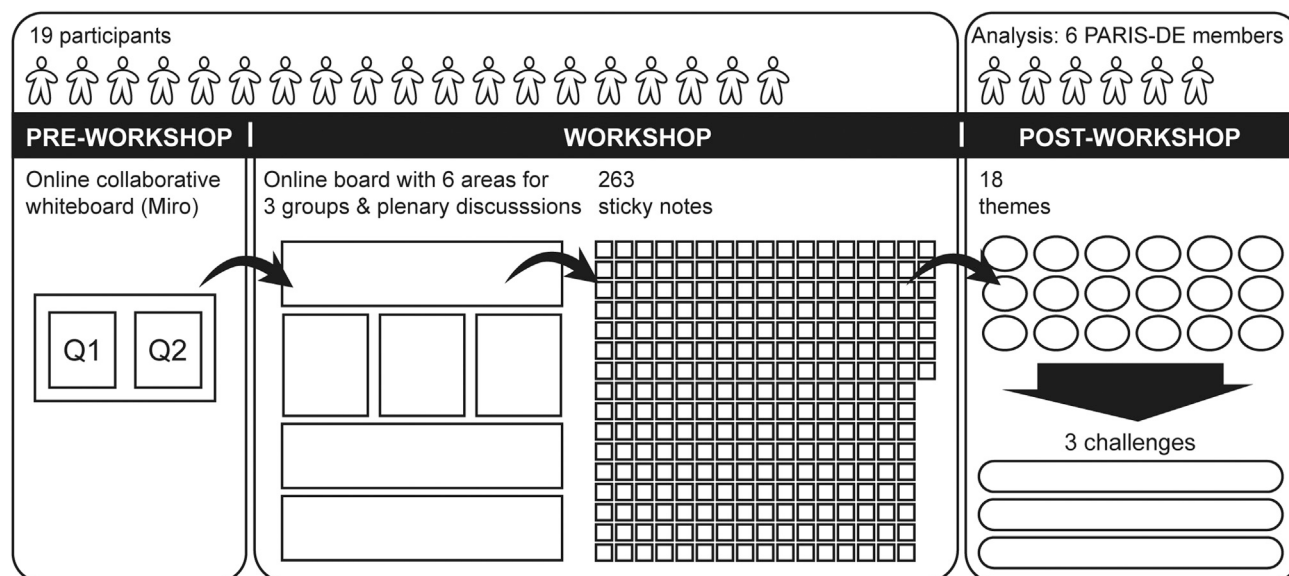 19 participants
Analysis: 6 PARIS-DE members
PRE-WORKSHOP | WORKSHOP | POST-WORKSHOP
Online collaborative
whiteboard (Miro)
Online board with 6 areas for
3 groups & plenary discusssions
263
sticky notes
18
themes
Q1
Q2
3 challenges